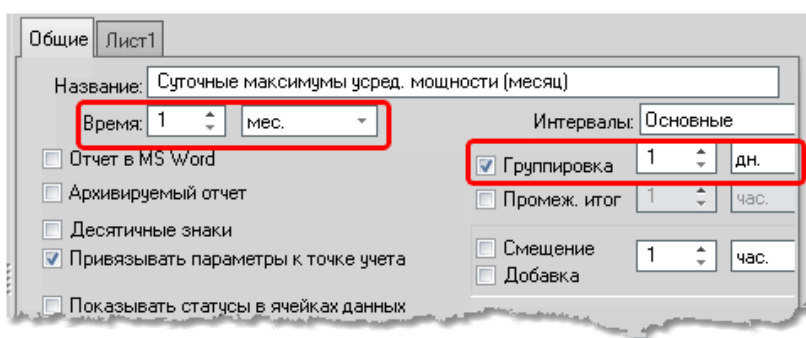 Общие Лист1
Название: Суточные максимумы усред. мощности (месяц)
Время: 1 мес. Интервалы: Основные
Отчет в MS Word Группировка 1 дн.
Архивируемый отчет Промеж. итог 1 час.
Десятичные знаки
Привязывать параметры к точке учета
Смещение 1 час.
Добавка
Показывать статусы в ячейках данных